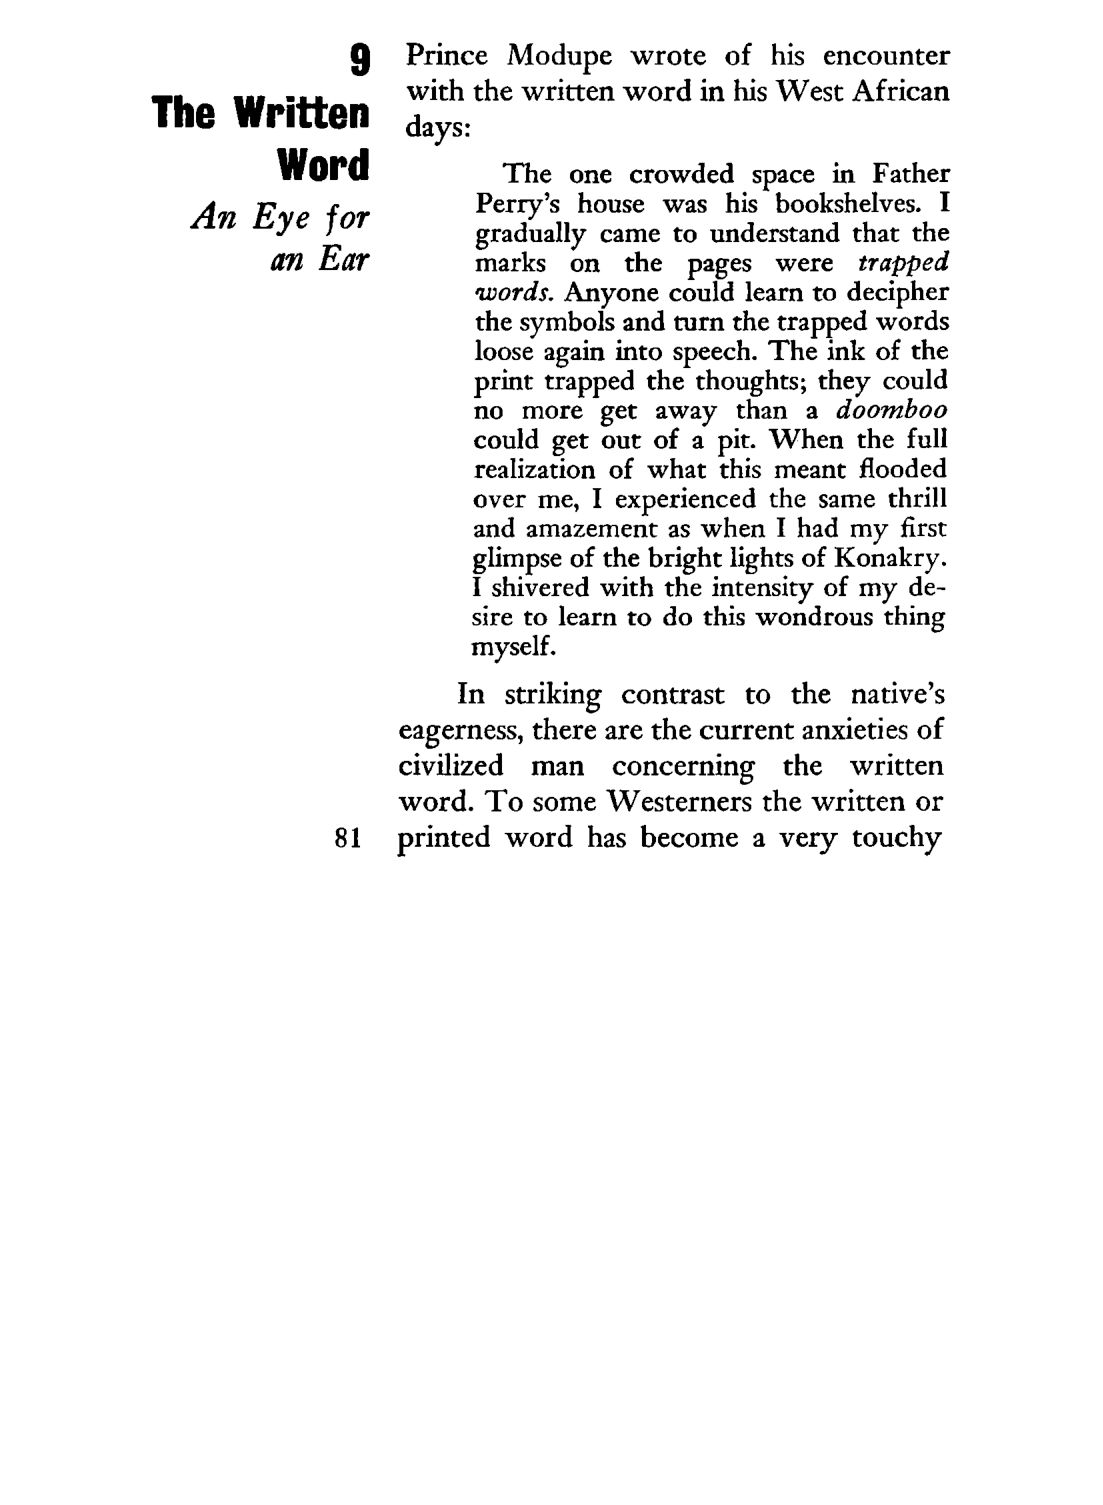 9
The Written
Word
An Eye for
an Ear
Prince Modupe wrote of his encounter
with the written word in his West African
days:
The one crowded space in Father
Perry's house was his bookshelves. I
gradually came to understand that the
marks on the pages were trapped
words. Anyone could learn to decipher
the symbols and turn the trapped words
loose again into speech. The ink of the
print trapped the thoughts; they could
no more get away than a doomboo
could get out of a pit. When the full
realization of what this meant flooded
over me, I experienced the same thrill
and amazement as when I had my first
glimpse of the bright lights of Konakry.
I shivered with the intensity of my de-
sire to learn to do this wondrous thing
myself.
In striking contrast to the native's
eagerness, there are the current anxieties of
civilized man concerning the written
word. To some Westerners the written or
printed word has become a very touchy
81